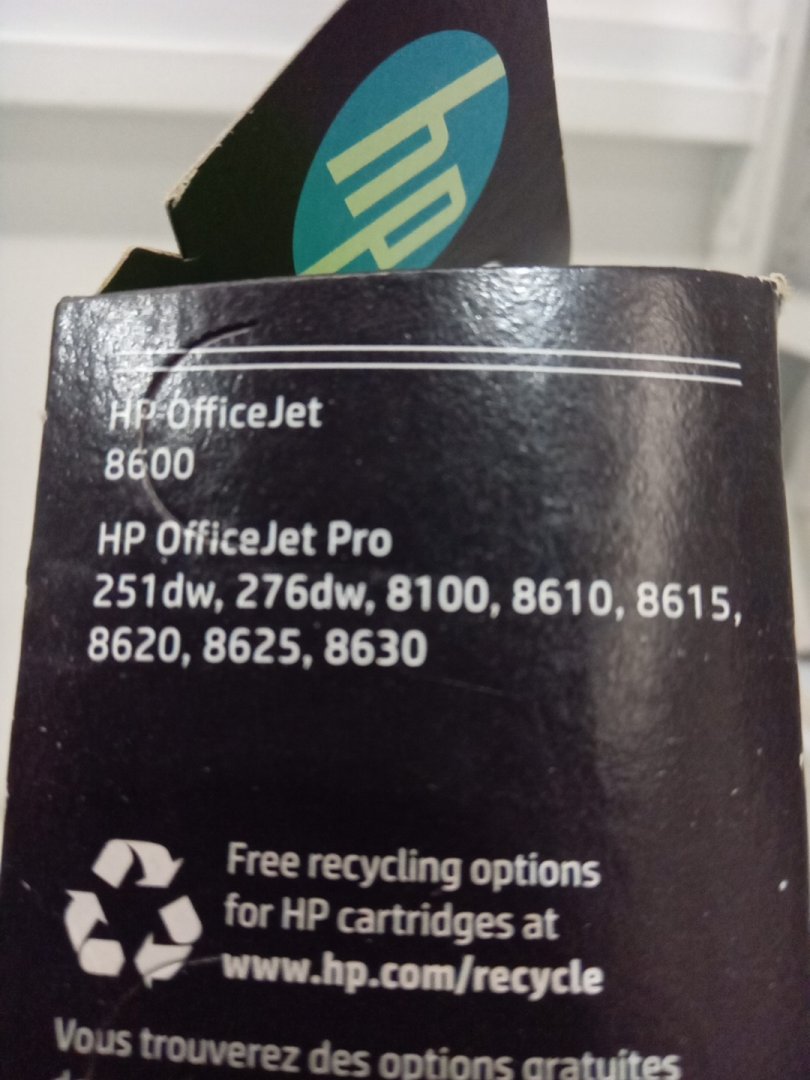 hp
HP OfficeJet
8600
HP OfficeJet Pro
251dw, 276dw, 8100, 8610, 8615,
8620, 8625, 8630
Free recycling options
for HP cartridges at
www.hp.com/recycle
Vous trouverez des options gratuites